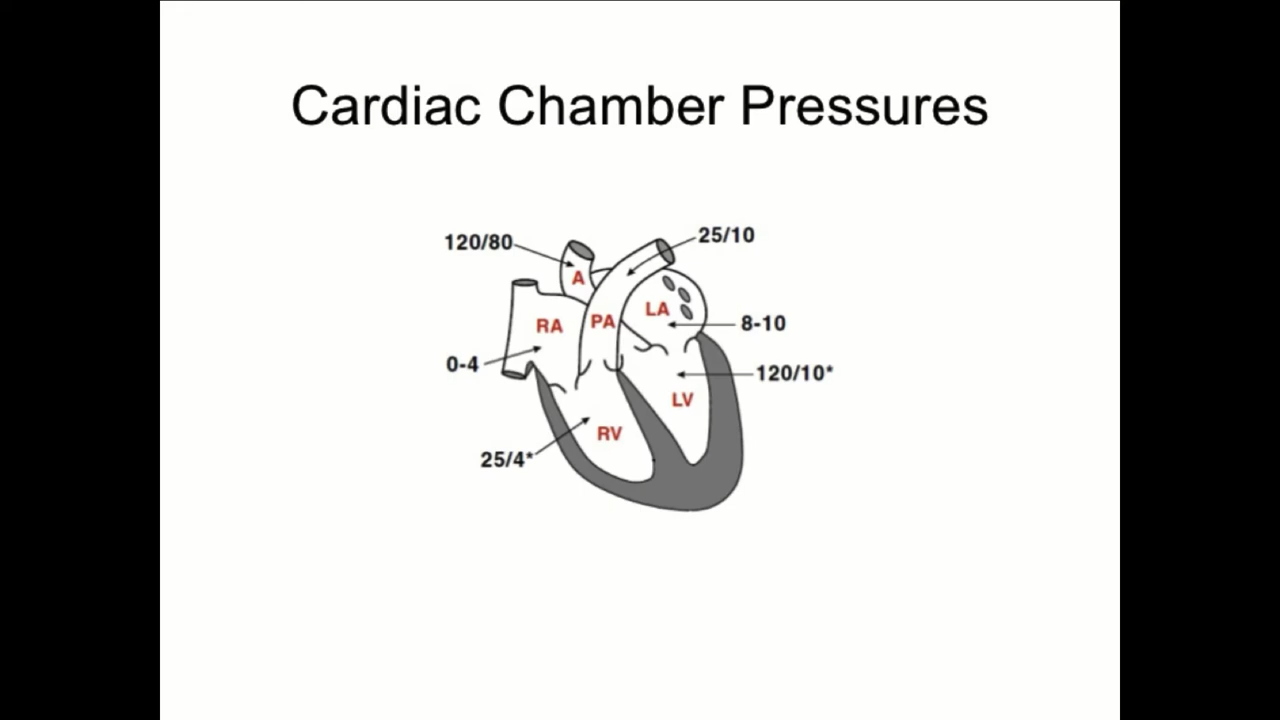 Cardiac Chamber Pressures
120/80
25/10
A
LA
RA
PA
8-10
0-4
120/10*
LV
RV
25/4*